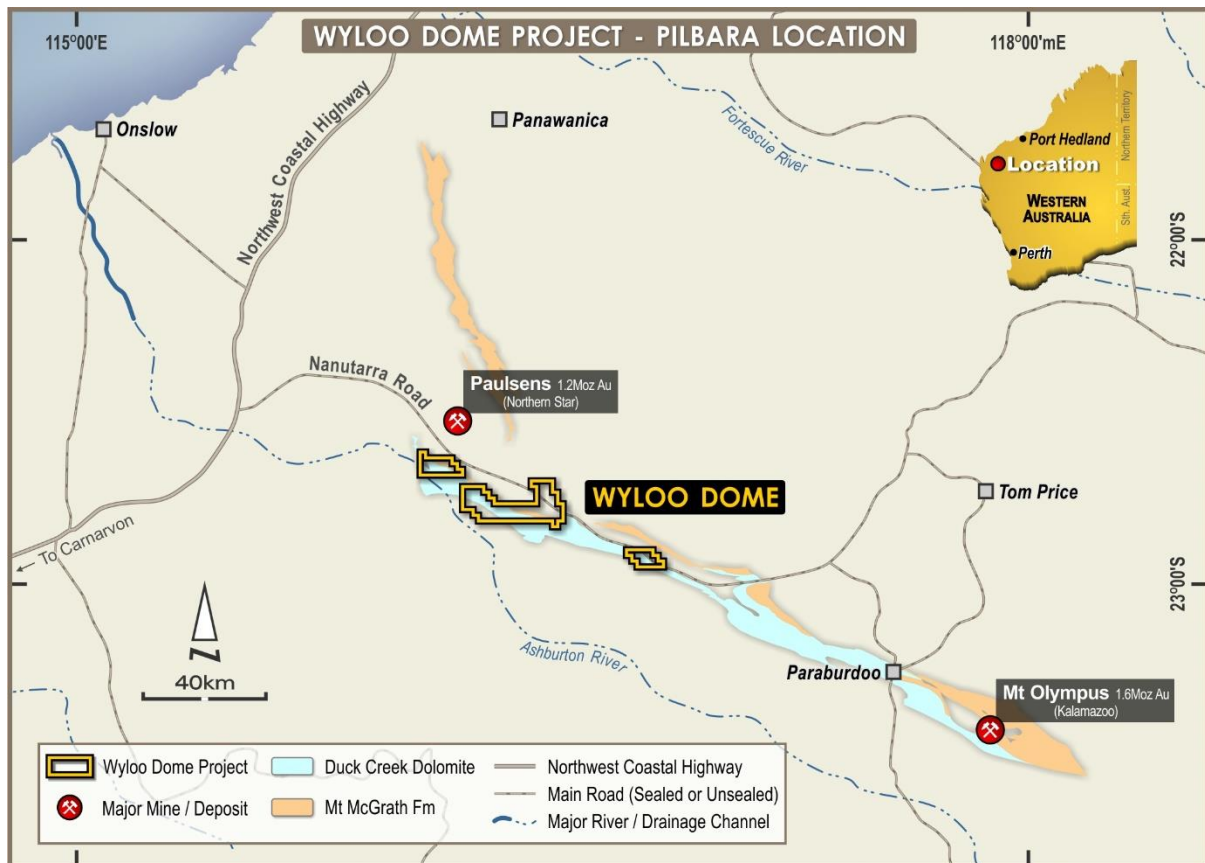 WYLOO DOME PROJECT - PILBARA LOCATION
115°00'E
118°00'mE
Onslow
Northwest Coastal Highway
Panawanica
Fortescue River
Port Hedland
Location
WESTERN
AUSTRALIA
Perth
Northern Territory
Sth. Aust.
22°00'S
Nanutarra Road
Paulsens 1.2Moz Au
(Northern Star)
WYLOO DOME
Tom Price
To Carnarvon
23°00'S
Ashburton River
Paraburdoo
Mt Olympus 1.6Moz Au
(Kalamazoo)
N
40km
Wyloo Dome Project
Duck Creek Dolomite
Northwest Coastal Highway
Major Mine / Deposit
Mt McGrath Fm
Main Road (Sealed or Unsealed)
Major River / Drainage Channel